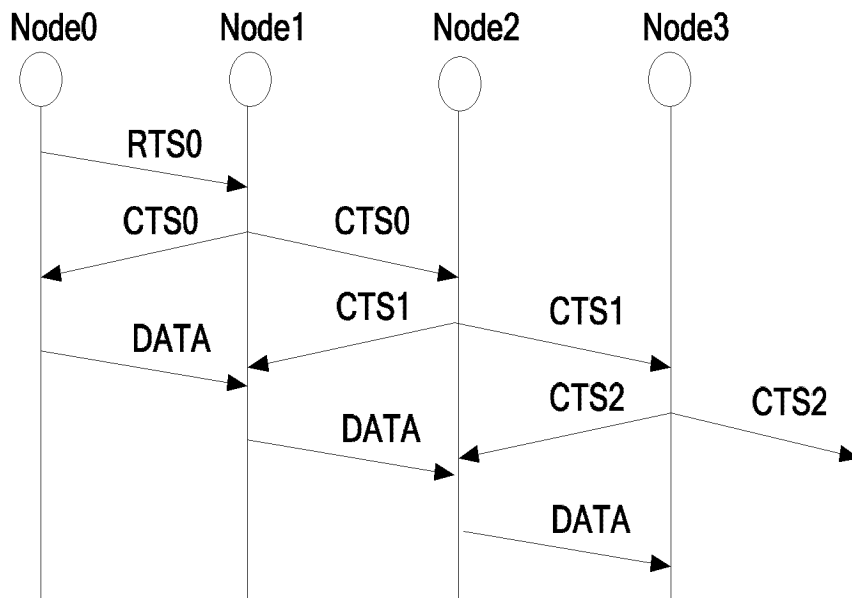 Node0 Node1 Node2 Node3
RTS0
CTS0 CTS0
CTS1 CTS1
DATA
CTS2 CTS2
DATA
DATA